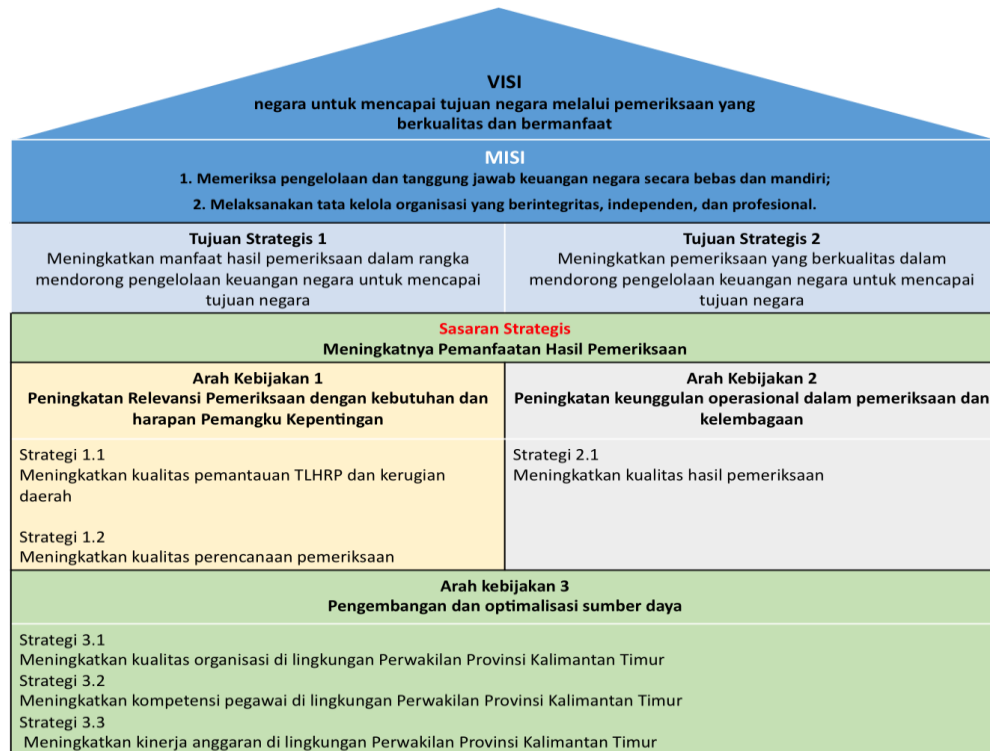 VISI
negara untuk mencapai tujuan negara melalui pemeriksaan yang
berkualitas dan bermanfaat
MISI
1. Memeriksa pengelolaan dan tanggung jawab keuangan negara secara bebas dan mandiri;
2. Melaksanakan tata kelola organisasi yang berintegritas, independen, dan profesional.
Tujuan Strategis 1
Meningkatkan manfaat hasil pemeriksaan dalam rangka
mendorong pengelolaan keuangan negara untuk mencapai
tujuan negara
Tujuan Strategis 2
Meningkatkan pemeriksaan yang berkualitas dalam
mendorong pengelolaan keuangan negara untuk mencapai
tujuan negara
Sasaran Strategis
Meningkatnya Pemanfaatan Hasil Pemeriksaan
Arah Kebijakan 1
Peningkatan Relevansi Pemeriksaan dengan kebutuhan dan
harapan Pemangku Kepentingan
Strategi 1.1
Meningkatkan kualitas pemantauan TLHRP dan kerugian
daerah
Strategi 1.2
Meningkatkan kualitas perencanaan pemeriksaan
Arah Kebijakan 2
Peningkatan keunggulan operasional dalam pemeriksaan dan
kelembagaan
Strategi 2.1
Meningkatkan kualitas hasil pemeriksaan
Arah kebijakan 3
Pengembangan dan optimalisasi sumber daya
Strategi 3.1
Meningkatkan kualitas organisasi di lingkungan Perwakilan Provinsi Kalimantan Timur
Strategi 3.2
Meningkatkan kompetensi pegawai di lingkungan Perwakilan Provinsi Kalimantan Timur
Strategi 3.3
Meningkatkan kinerja anggaran di lingkungan Perwakilan Provinsi Kalimantan Timur